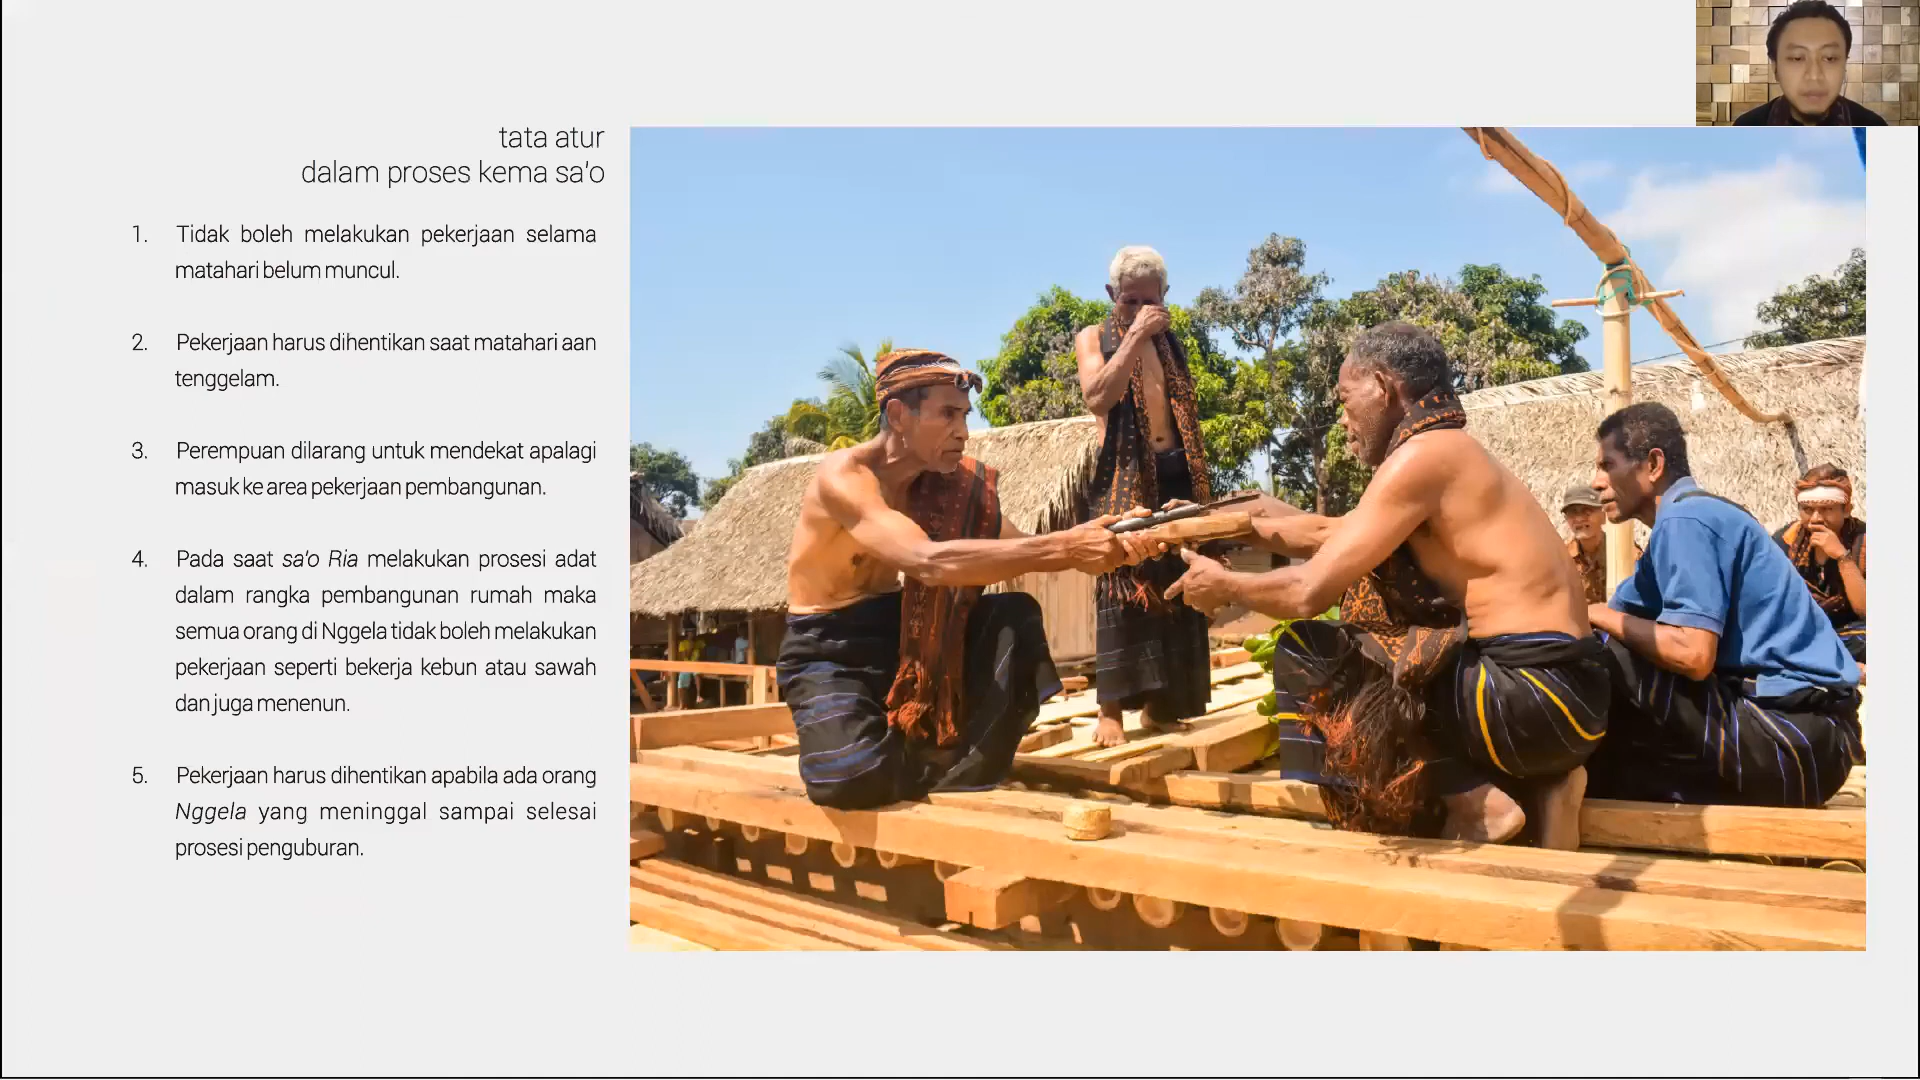 tata atur
dalam proses kema sa'o
1. Tidak boleh melakukan pekerjaan selama
matahari belum muncul.
2. Pekerjaan harus dihentikan saat matahari aan
tenggelam.
3. Perempuan dilarang untuk mendekat apalagi
masuk ke area pekerjaan pembangunan.
4. Pada saat sa'o Ria melakukan prosesi adat
dalam rangka pembangunan rumah maka
semua orang di Nggela tidak boleh melakukan
pekerjaan seperti bekerja kebun atau sawah
dan juga menenun.
5. Pekerjaan harus dihentikan apabila ada orang
Nggela yang meninggal sampai selesai
prosesi penguburan.